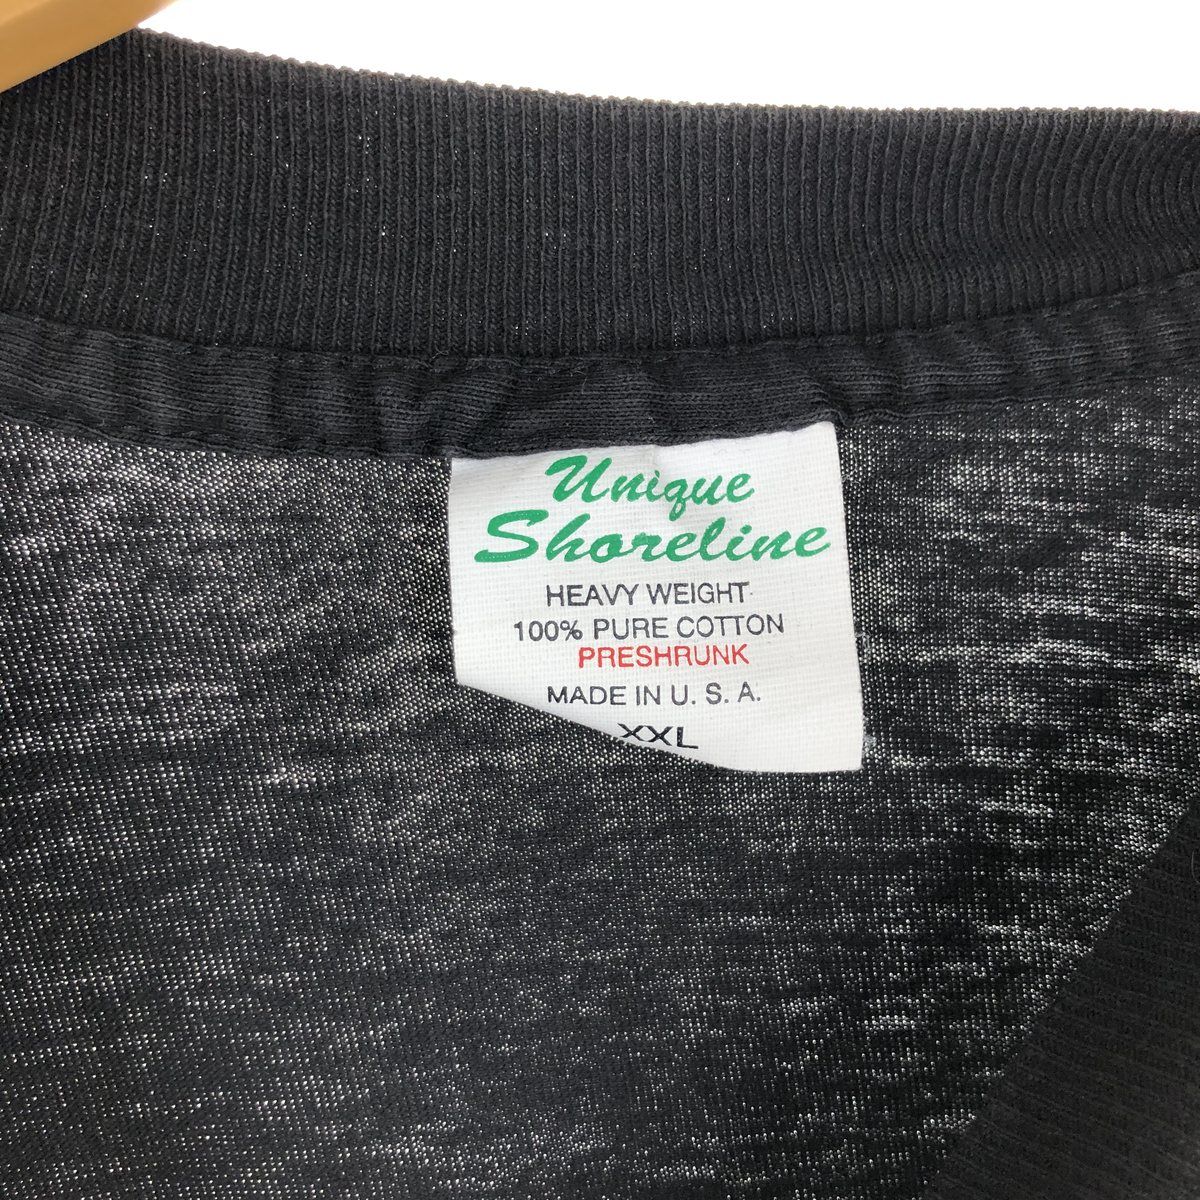 Unique
Shoreline
HEAVY WEIGHT
100% PURE COTTON
PRESHRUNK
MADE IN U. S. A.
XXL